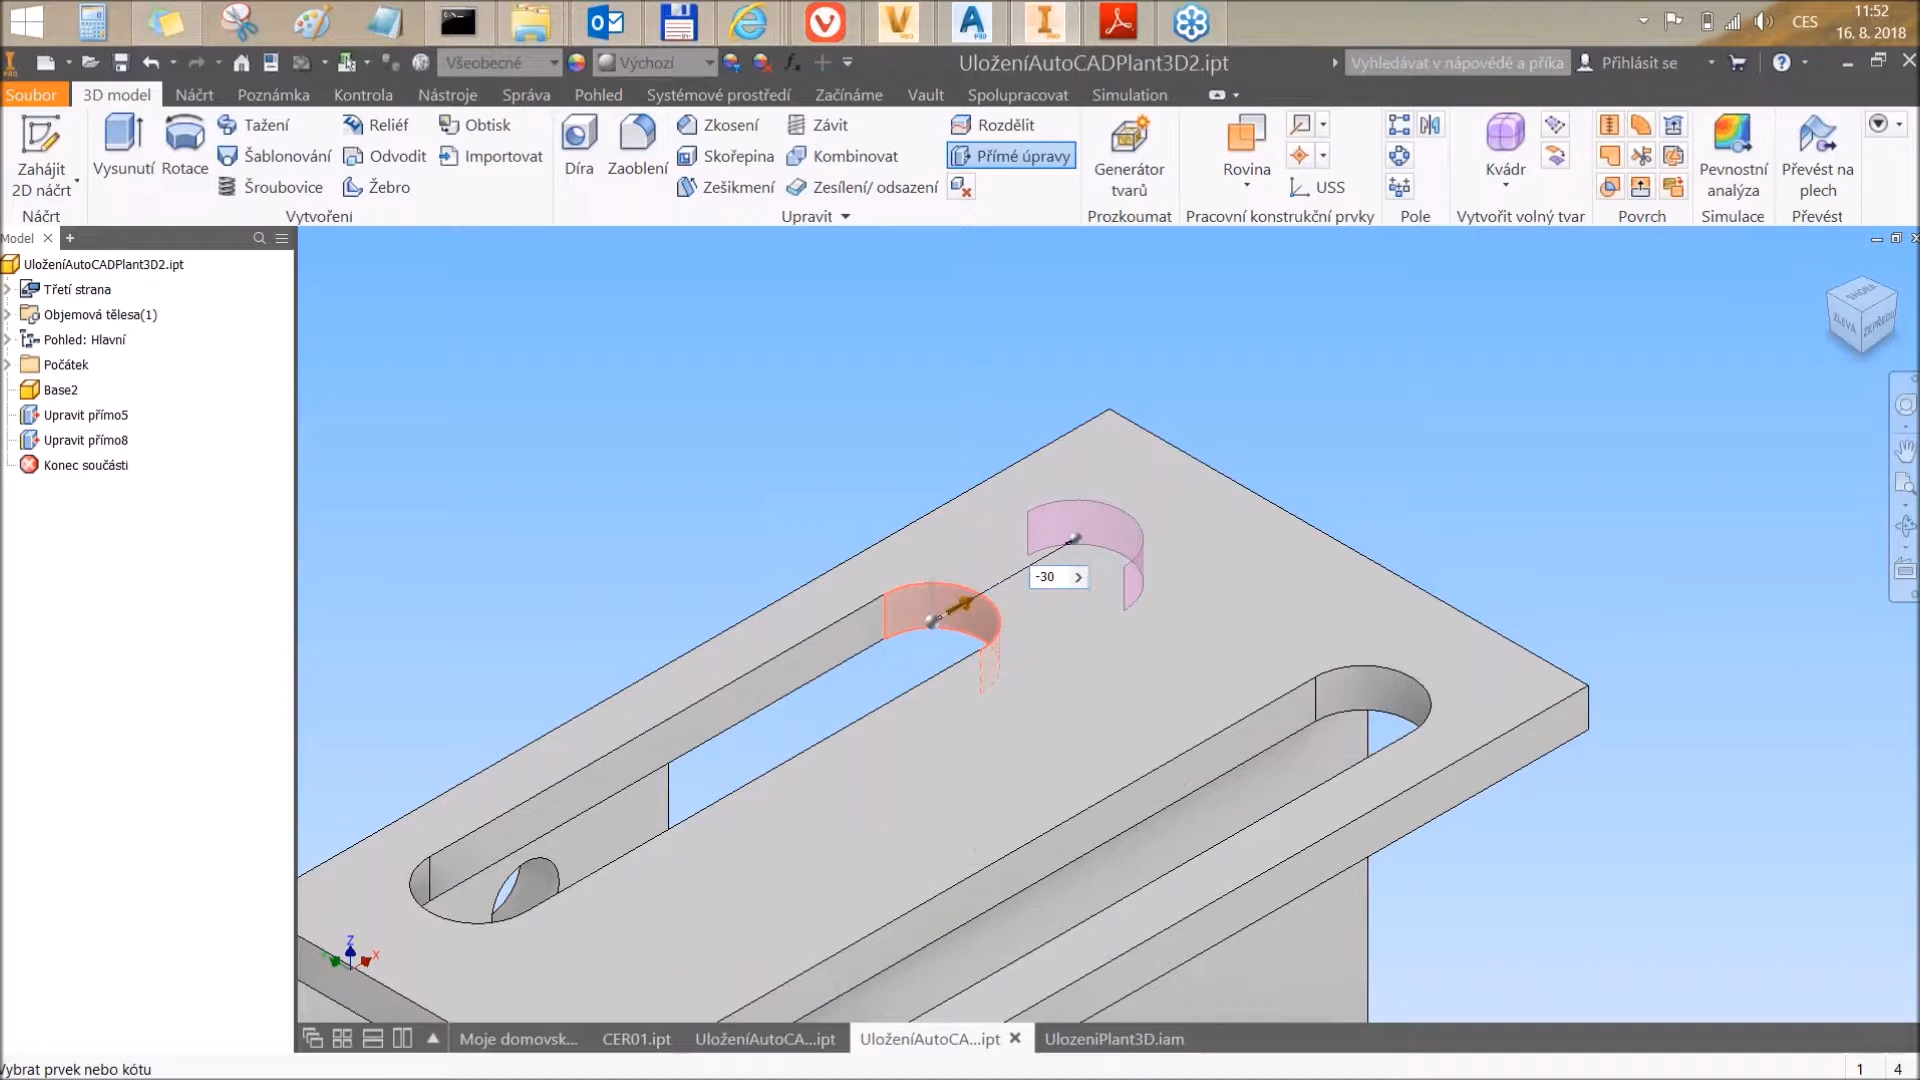 CES
11:52
16. 8. 2018
Všeobecné
Výchozí
UloženíAutoCADPlant3D2.ipt
Vyhledávat v nápovědě a příka
Přihlásit se
Soubor
3D model
Náčrt
Poznámka
Kontrola
Nástroje
Správa
Pohled
Systémové prostředí
Začínáme
Vault
Spolupracovat
Simulation
Zahájit
2D náčrt
Vysunutí
Rotace
Tažení
Šablonování
Šroubovice
Reliéf
Odvodit
Žebro
Obtisk
Importovat
Díra
Zaoblení
Zkosení
Skořepina
Zešikmení
Závit
Kombinovat
Zesílení/ odsazení
Rozdělit
Přímé úpravy
Generátor
tvarů
Rovina
USS
Kvádr
Pevnostní
analýza
Převést na
plech
Náčrt
Vytvoření
Upravit
Prozkoumat
Pracovní konstrukční prvky
Pole
Vytvořit volný tvar
Povrch
Simulace
Převést
Model
UloženíAutoCADPlant3D2.ipt
Třetí strana
Objemová tělesa(1)
Pohled: Hlavní
Počátek
Base2
Upravit přímo5
Upravit přímo8
Konec součásti
SHORA
ZLEVA
ZEPŘEDU
-30
Z
X
Moje domovsk...
CER01.ipt
UloženíAutoCA...ipt
UloženíAutoCA...ipt
UlozeniPlant3D.iam
Vybrat prvek nebo kótu
1
4